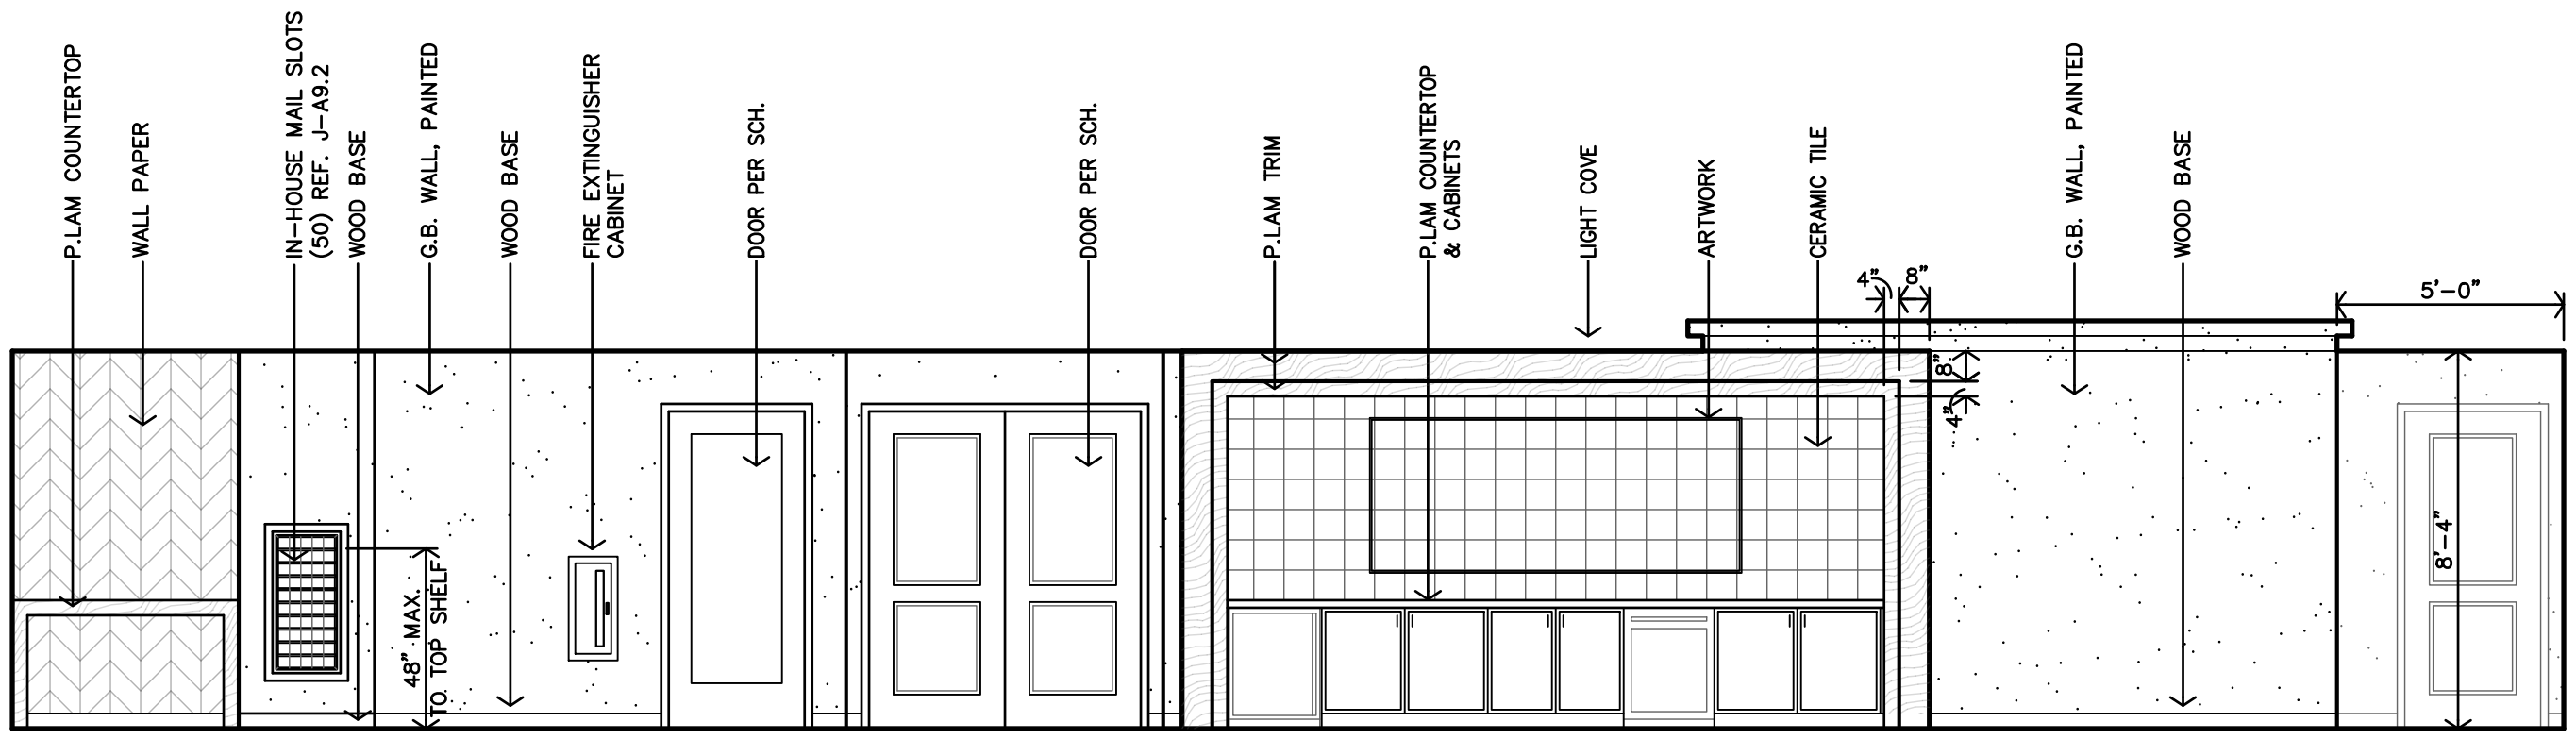 P.LAM COUNTERTOP
WALL PAPER
IN-HOUSE MAIL SLOTS
(50) REF. J-A9.2
WOOD BASE
G.B. WALL, PAINTED
WOOD BASE
FIRE EXTINGUISHER
CABINET
DOOR PER SCH.
DOOR PER SCH.
P.LAM TRIM
P.LAM COUNTERTOP
& CABINETS
LIGHT COVE
ARTWORK
CERAMIC TILE
G.B. WALL, PAINTED
WOOD BASE
4"
8"
5'-0"
8"
4"
8'-4"
48" MAX.
TO TOP SHELF